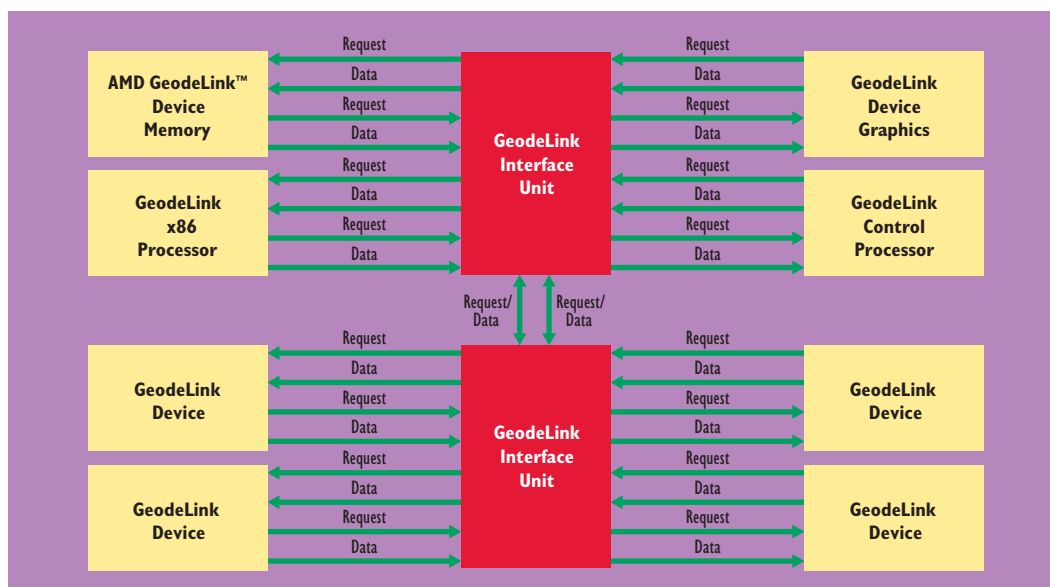 Request
Data
Request
Data
AMD GeodeLink™
Device
Memory
Request
Data
Request
Data
GeodeLink
x86
Processor
GeodeLink
Interface
Unit
Request
Data
Request
Data
GeodeLink
Device
Graphics
Request
Data
Request
Data
GeodeLink
Control
Processor
Request/
Data
Request/
Data
Request
Data
Request
Data
GeodeLink
Device
Request
Data
Request
Data
GeodeLink
Device
GeodeLink
Interface
Unit
Request
Data
Request
Data
GeodeLink
Device
Request
Data
Request
Data
GeodeLink
Device